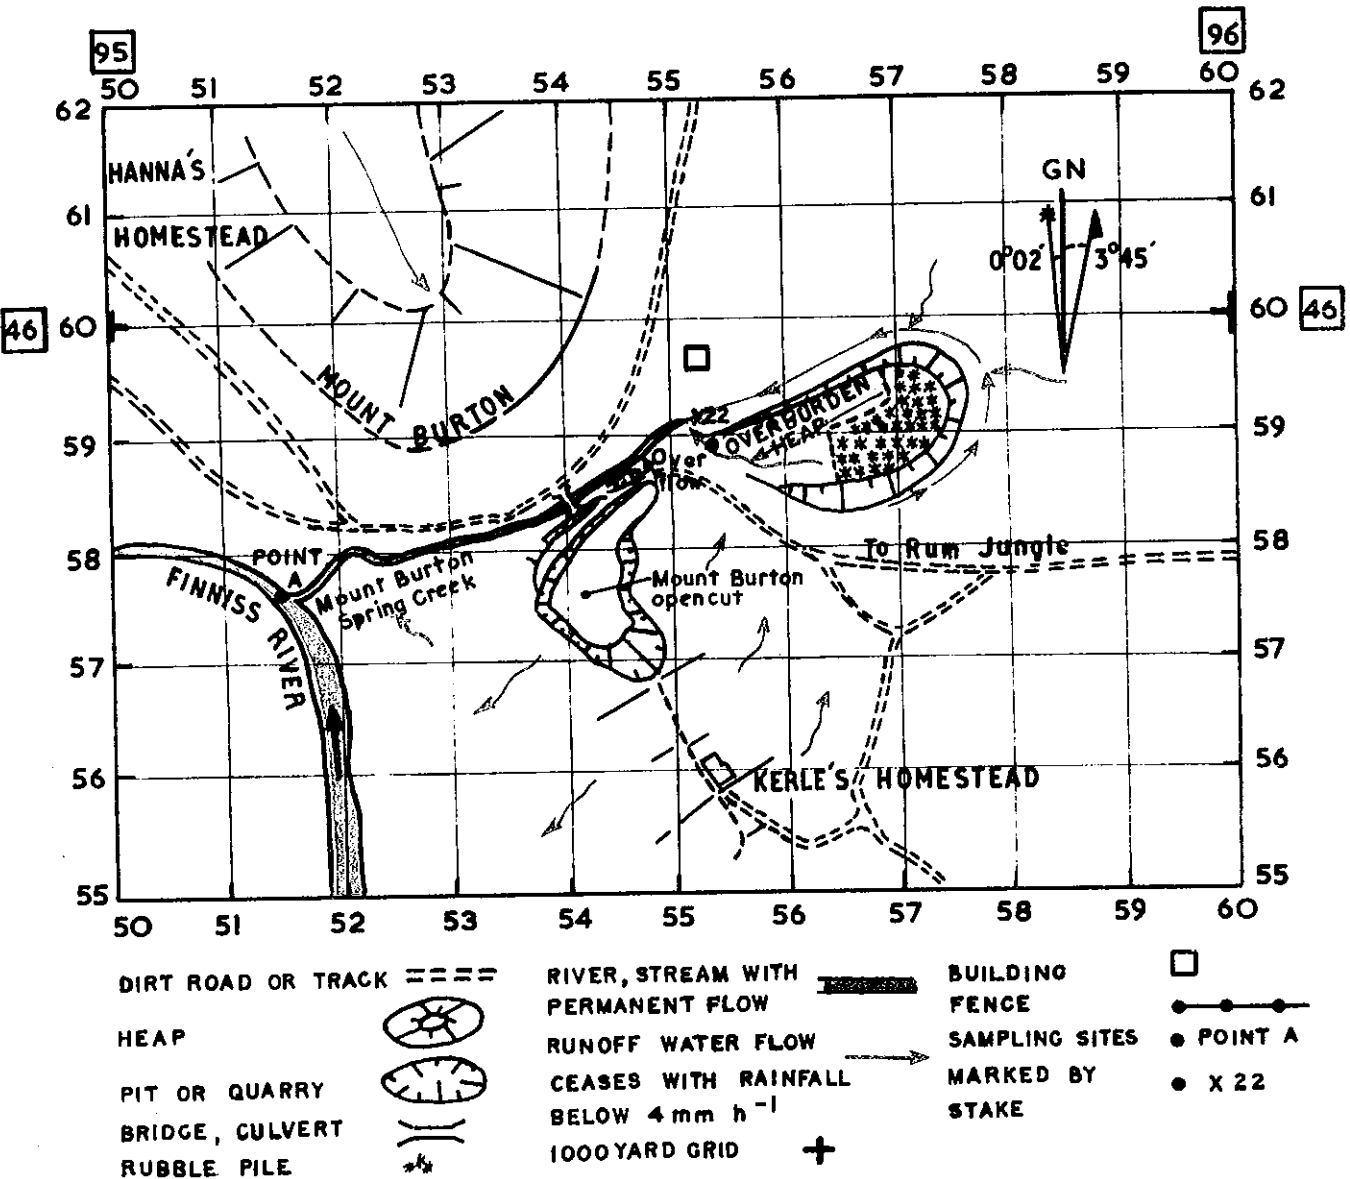 95
96
50 51 52 53 54 55 56 57 58 59 60
62
62
HANNA'S
GN
61
61
HOMESTEAD
*
0°02'
3°45'
46
60
60
46
MOUNT BURTON
X22
OVERBURDEN
HEAP
59
59
Over
flow
58
POINT
A
To Rum Jungle
58
FINNISS RIVER
Mount Burton
Spring Creek
Mount Burton
opencut
57
57
56
KERLE'S HOMESTEAD
56
55
55
50 51 52 53 54 55 56 57 58 59 60
DIRT ROAD OR TRACK
HEAP
PIT OR QUARRY
BRIDGE, CULVERT
RUBBLE PILE
RIVER, STREAM WITH
PERMANENT FLOW
RUNOFF WATER FLOW
CEASES WITH RAINFALL
BELOW 4mm h⁻¹
1000 YARD GRID
BUILDING
FENCE
SAMPLING SITES
MARKED BY
STAKE
POINT A
X 22